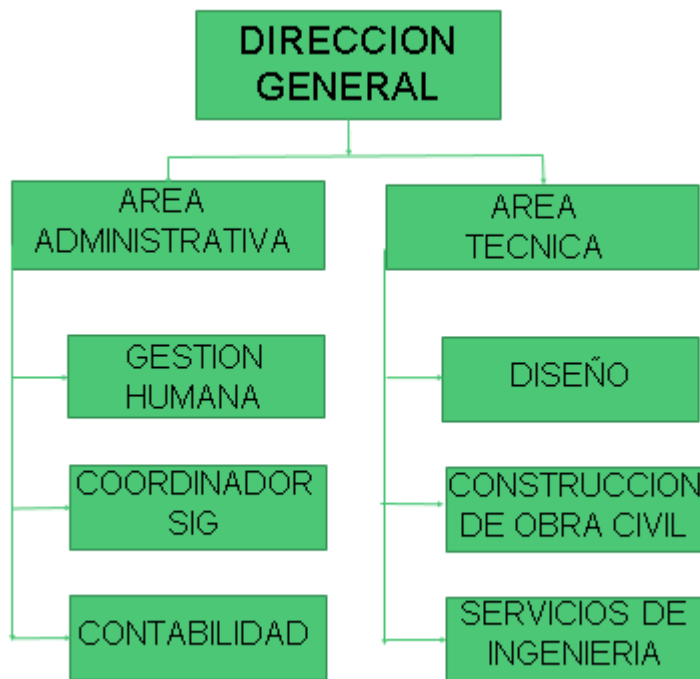 DIRECCION
GENERAL
AREA
ADMINISTRATIVA
GESTION
HUMANA
COORDINADOR
SIG
CONTABILIDAD
AREA
TECNICA
DISEÑO
CONSTRUCCION
DE OBRA CIVIL
SERVICIOS DE
INGENIERIA